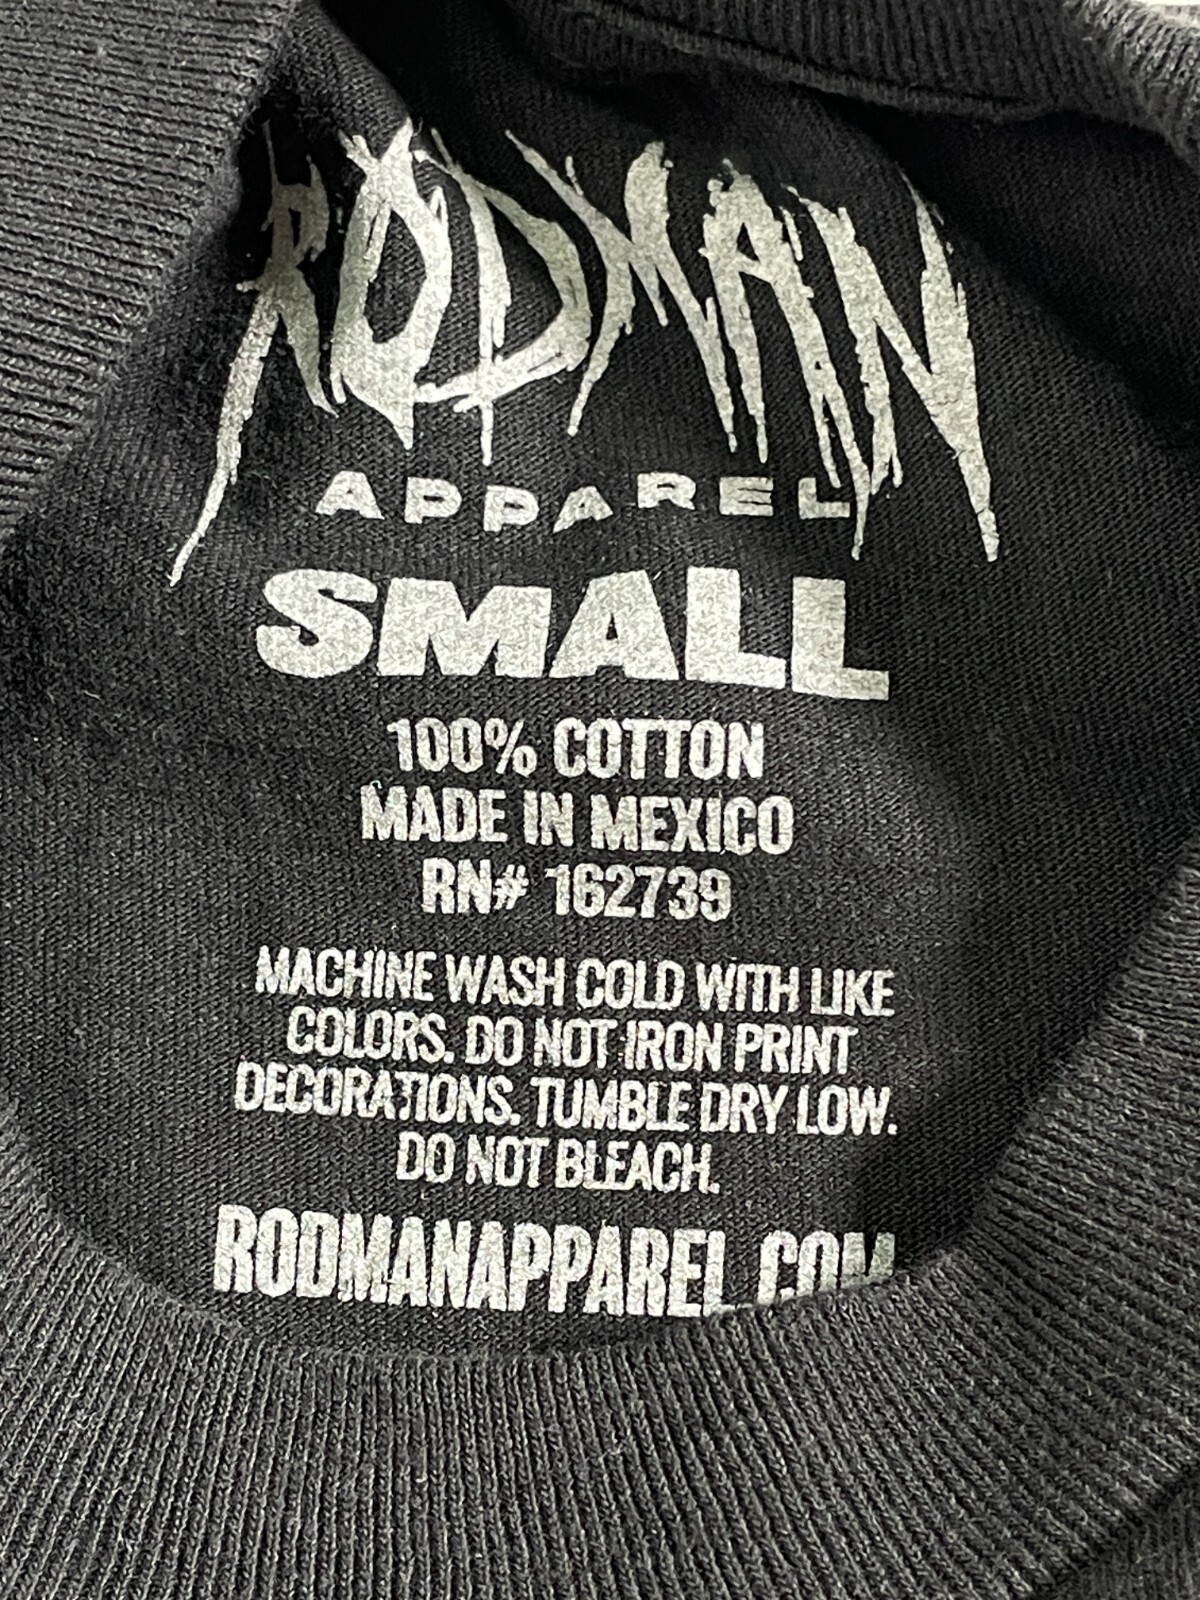 RODMAN
APPAREL
SMALL
100% COTTON
MADE IN MEXICO
RN# 162739
MACHINE WASH COLD WITH LIKE
COLORS. DO NOT IRON PRINT
DECORATIONS. TUMBLE DRY LOW.
DO NOT BLEACH.
RODMANAPPAREL.COM